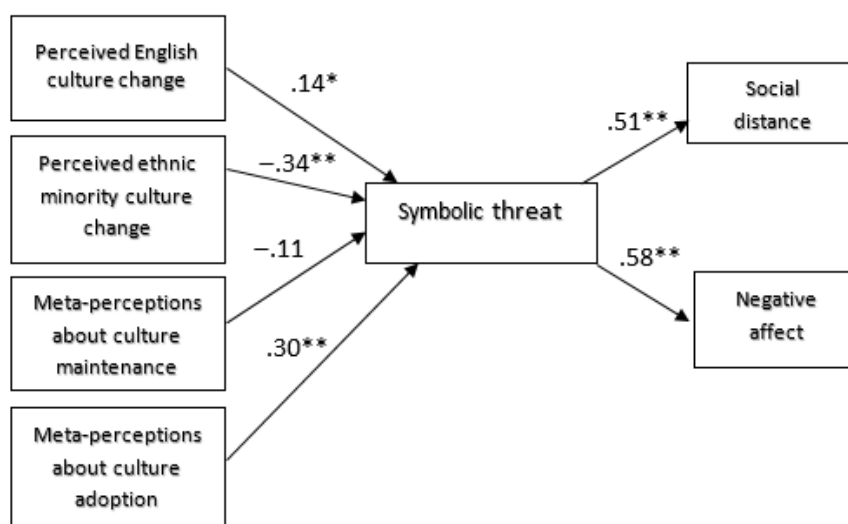 Perceived English
culture change
.14*
Perceived ethnic
minority culture
change
–.34**
Meta-perceptions
about culture
maintenance
–.11
Meta-perceptions
about culture
adoption
.30**
Symbolic threat
.51**
Social
distance
.58**
Negative
affect